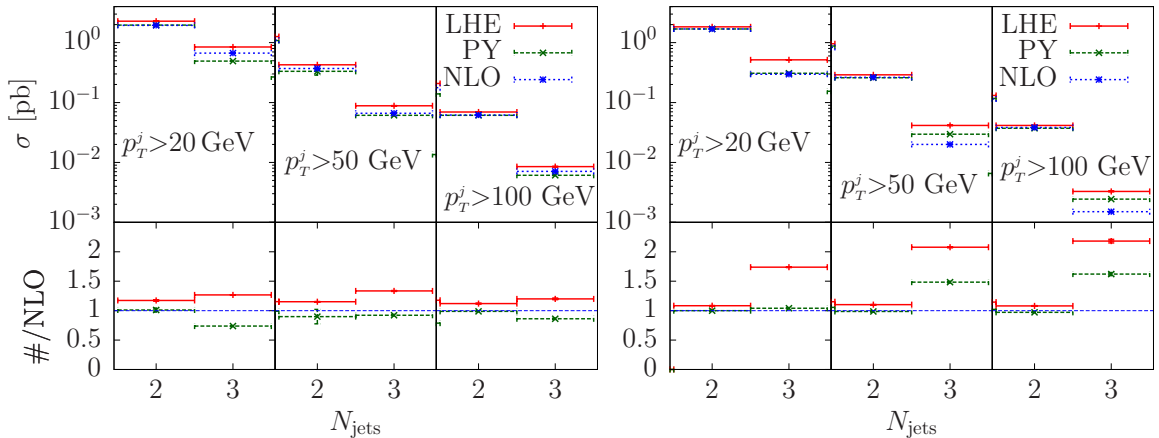 σ [pb]
10^0
10^{-1}
10^{-2}
10^{-3}
LHE
PY
NLO
p_T^j>20 GeV
p_T^j>50 GeV
p_T^j>100 GeV
#/NLO
2
1.5
1
0.5
0
2 3 2 3 2 3
N_jets
10^0
10^{-1}
10^{-2}
10^{-3}
LHE
PY
NLO
p_T^j>20 GeV
p_T^j>50 GeV
p_T^j>100 GeV
2
1.5
1
0.5
0
2 3 2 3 2 3
N_jets